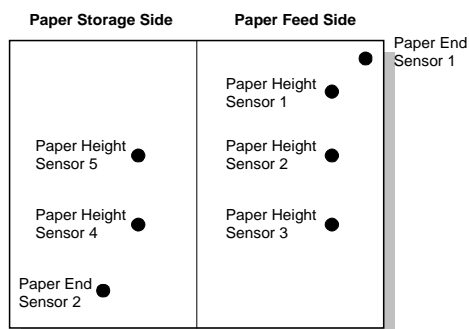 Paper Storage Side
Paper Feed Side
Paper End
Sensor 1
Paper Height
Sensor 1
Paper Height
Sensor 5
Paper Height
Sensor 2
Paper Height
Sensor 4
Paper Height
Sensor 3
Paper End
Sensor 2